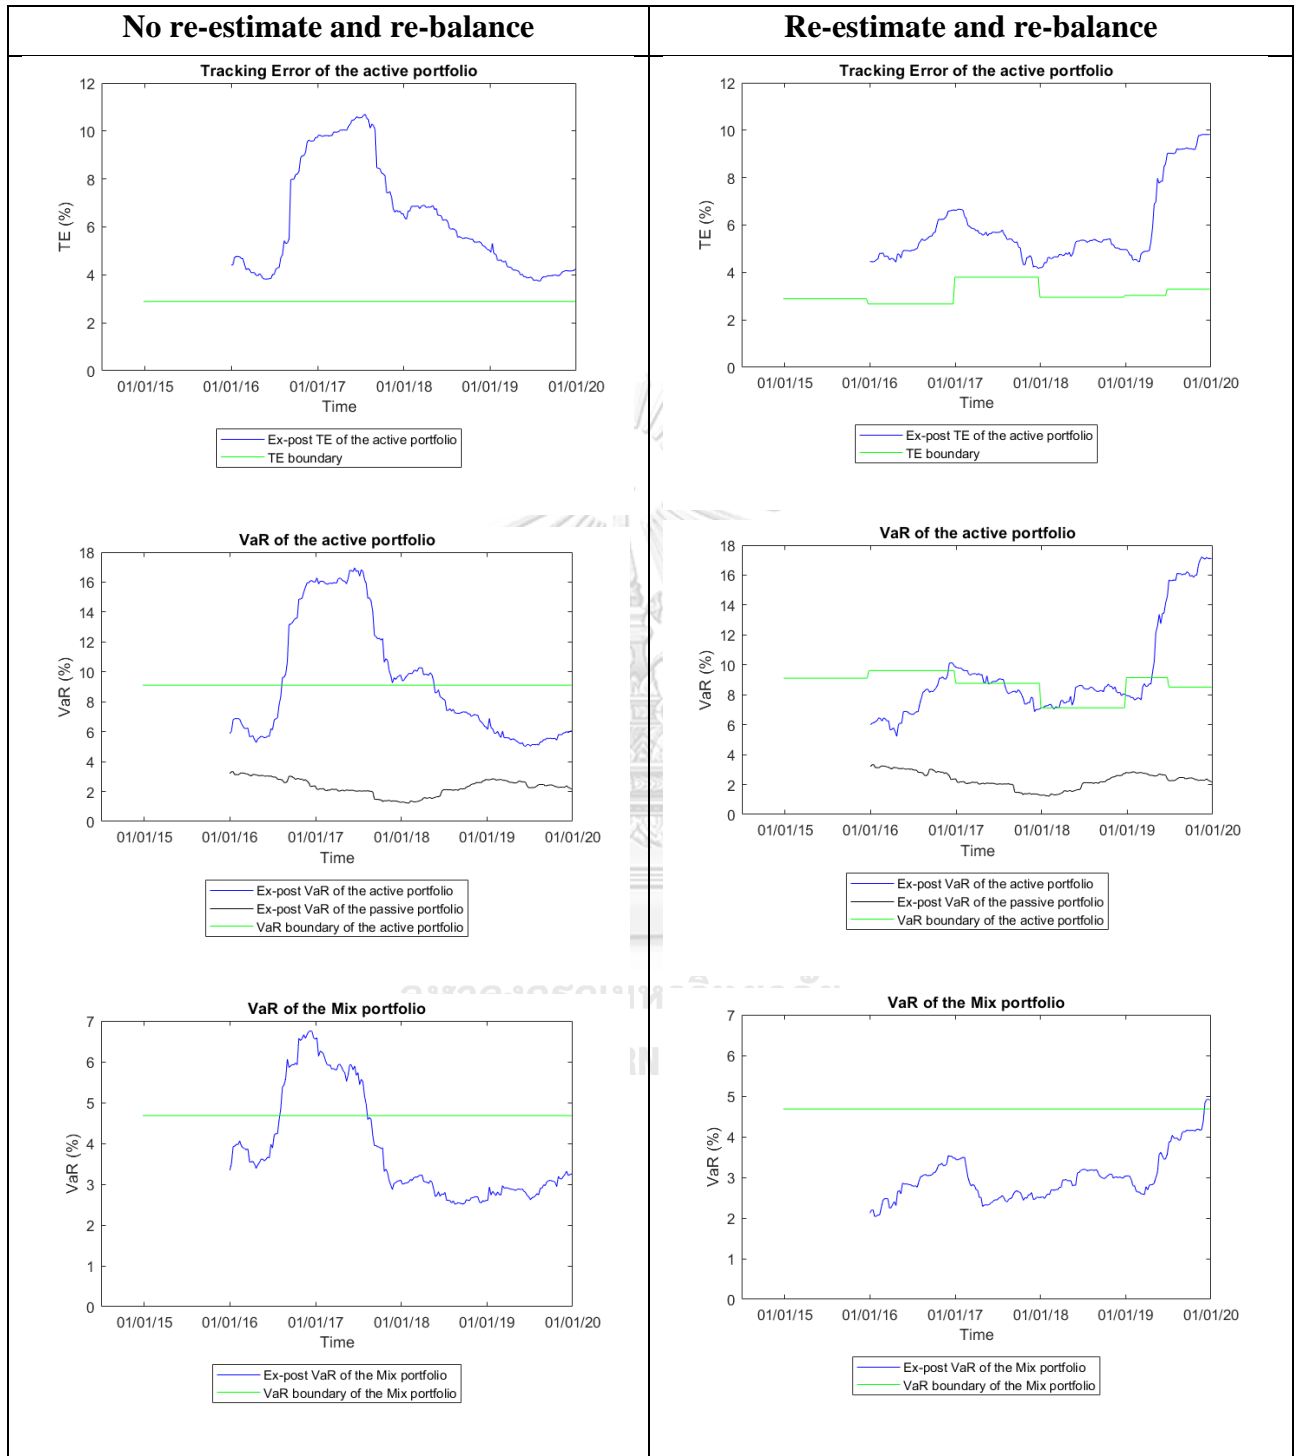 No re-estimate and re-balance
Re-estimate and re-balance
Tracking Error of the active portfolio
12
10
8
6
4
2
0
TE (%)
01/01/15 01/01/16 01/01/17 01/01/18 01/01/19 01/01/20
Time
Ex-post TE of the active portfolio
TE boundary
Tracking Error of the active portfolio
12
10
8
6
4
2
0
TE (%)
01/01/15 01/01/16 01/01/17 01/01/18 01/01/19 01/01/20
Time
Ex-post TE of the active portfolio
TE boundary
VaR of the active portfolio
18
16
14
12
10
8
6
4
2
0
VaR (%)
01/01/15 01/01/16 01/01/17 01/01/18 01/01/19 01/01/20
Time
Ex-post VaR of the active portfolio
Ex-post VaR of the passive portfolio
VaR boundary of the active portfolio
VaR of the active portfolio
18
16
14
12
10
8
6
4
2
0
VaR (%)
01/01/15 01/01/16 01/01/17 01/01/18 01/01/19 01/01/20
Time
Ex-post VaR of the active portfolio
Ex-post VaR of the passive portfolio
VaR boundary of the active portfolio
VaR of the Mix portfolio
7
6
5
4
3
2
1
0
VaR (%)
01/01/15 01/01/16 01/01/17 01/01/18 01/01/19 01/01/20
Time
Ex-post VaR of the Mix portfolio
VaR boundary of the Mix portfolio
VaR of the Mix portfolio
7
6
5
4
3
2
1
0
VaR (%)
01/01/15 01/01/16 01/01/17 01/01/18 01/01/19 01/01/20
Time
Ex-post VaR of the Mix portfolio
VaR boundary of the Mix portfolio